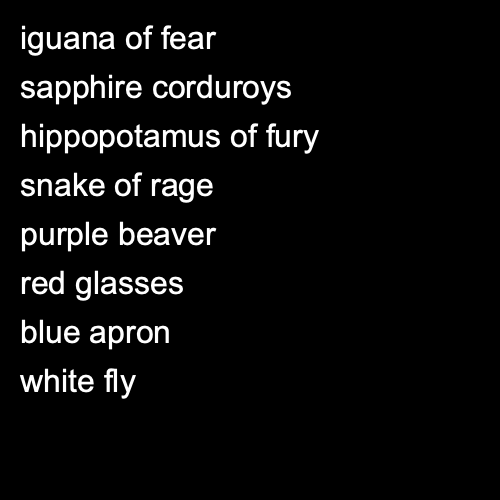 iguana of fear
sapphire corduroys
hippopotamus of fury
snake of rage
purple beaver
red glasses
blue apron
white fly